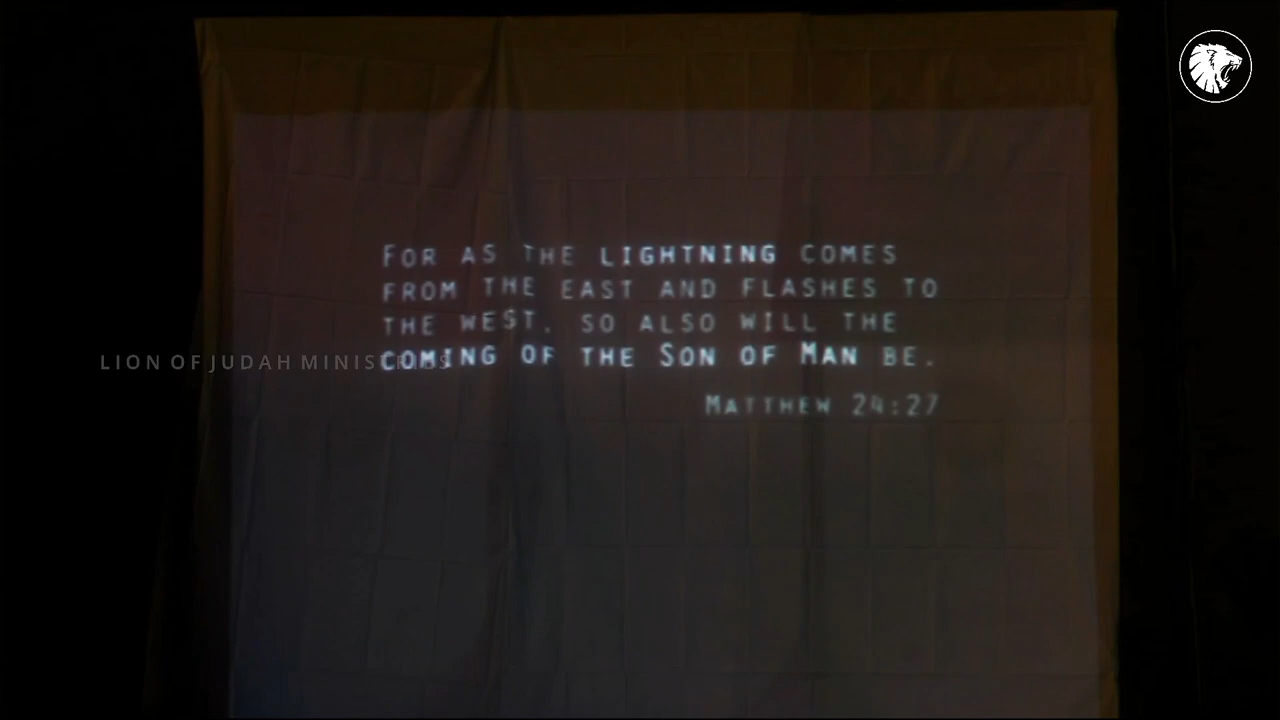 For as the lightning comes
from the east and flashes to
the west, so also will the
coming of the Son of Man be.
Matthew 24:27
LION OF JUDAH MINISTRIES